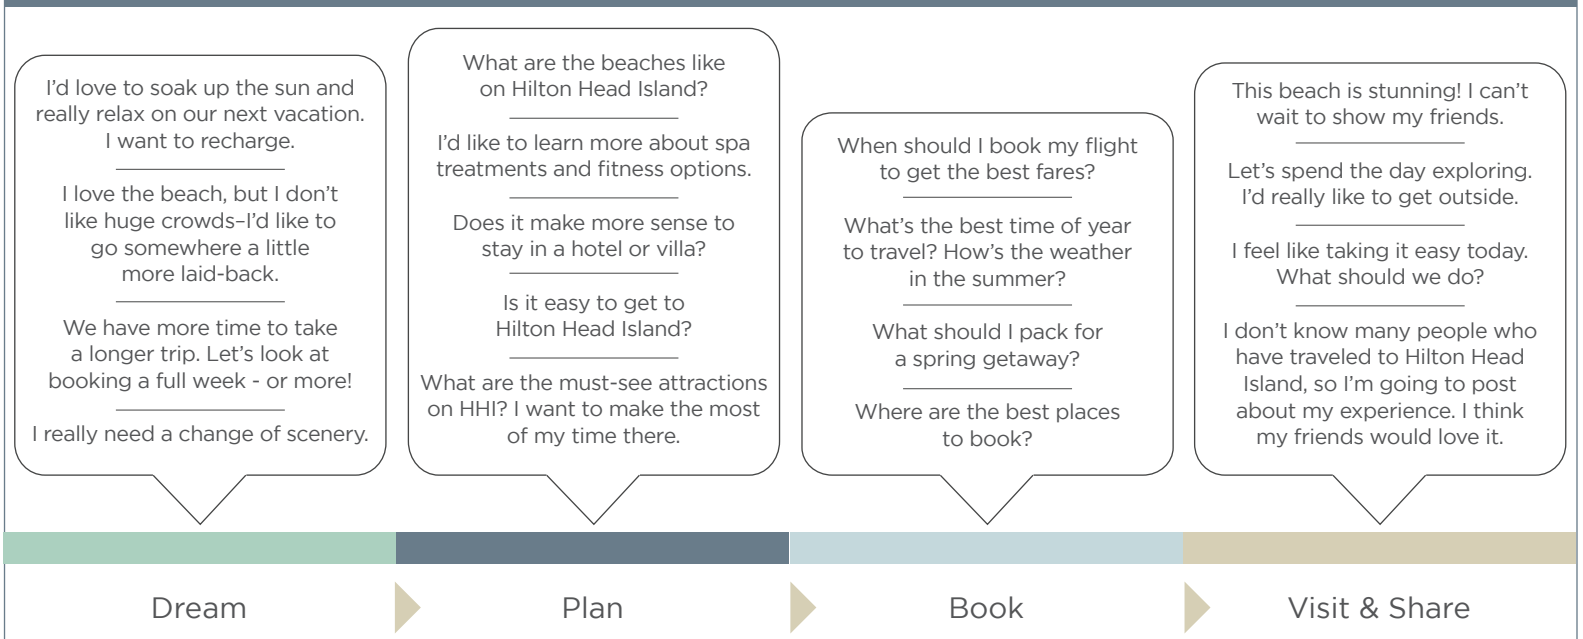 I'd love to soak up the sun and
really relax on our next vacation.
I want to recharge.
I love the beach, but I don't
like huge crowds–I'd like to
go somewhere a little
more laid-back.
We have more time to take
a longer trip. Let's look at
booking a full week - or more!
I really need a change of scenery.
What are the beaches like
on Hilton Head Island?
I'd like to learn more about spa
treatments and fitness options.
Does it make more sense to
stay in a hotel or villa?
Is it easy to get to
Hilton Head Island?
What are the must-see attractions
on HHI? I want to make the most
of my time there.
When should I book my flight
to get the best fares?
What's the best time of year
to travel? How's the weather
in the summer?
What should I pack for
a spring getaway?
Where are the best places
to book?
This beach is stunning! I can't
wait to show my friends.
Let's spend the day exploring.
I'd really like to get outside.
I feel like taking it easy today.
What should we do?
I don't know many people who
have traveled to Hilton Head
Island, so I'm going to post
about my experience. I think
my friends would love it.
Dream
Plan
Book
Visit & Share